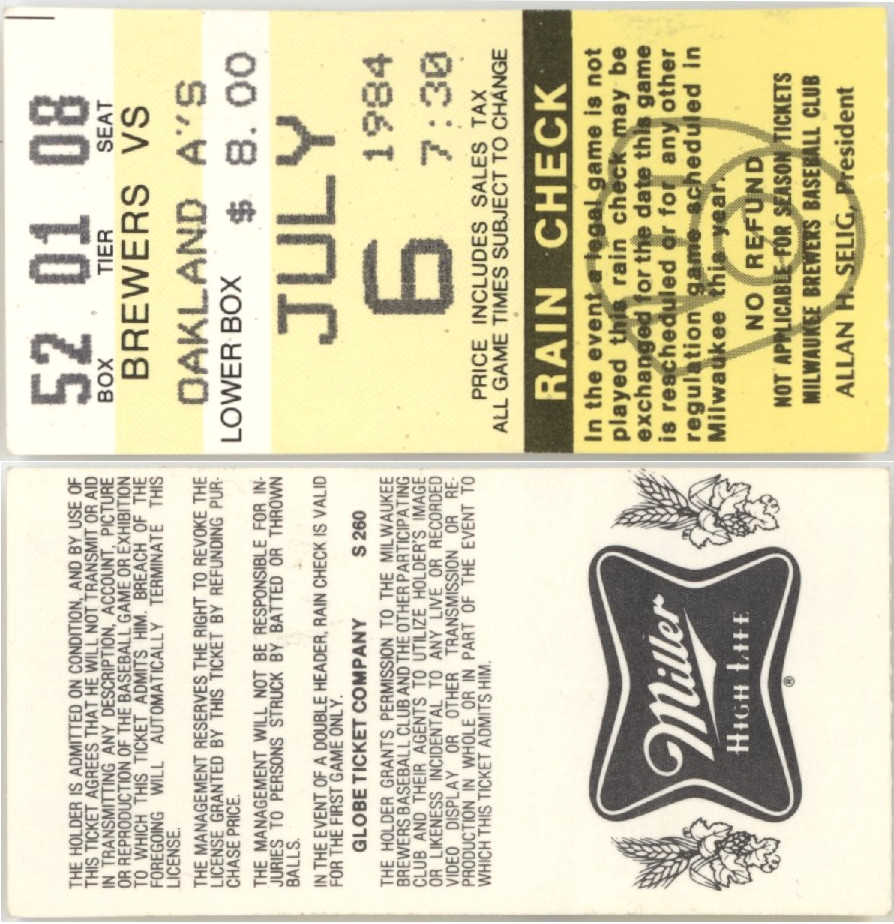 52 01 08
BOX TIER SEAT
BREWERS VS
OAKLAND A"S
LOWER BOX $ 8.00
JULY
6 1984
7:30
PRICE INCLUDES SALES TAX
ALL GAME TIMES SUBJECT TO CHANGE
RAIN CHECK
In the event a legal game is not
played this rain check may be
exchanged for the date this game
is rescheduled or for any other
regulation game scheduled in
Milwaukee this year.
NO REFUND
NOT APPLICABLE FOR SEASON TICKETS
MILWAUKEE BREWERS BASEBALL CLUB
ALLAN H. SELIG, President
THE HOLDER IS ADMITTED ON CONDITION, AND BY USE OF
THIS TICKET AGREES THAT HE WILL NOT TRANSMIT OR AID
IN TRANSMITTING ANY DESCRIPTION, ACCOUNT, PICTURE
OR REPRODUCTION OF THE BASEBALL GAME OR EXHIBITION
TO WHICH THIS TICKET ADMITS HIM. BREACH OF THE
FOREGOING WILL AUTOMATICALLY TERMINATE THIS
LICENSE.
THE MANAGEMENT RESERVES THE RIGHT TO REVOKE THE
LICENSE GRANTED BY THIS TICKET BY REFUNDING PUR-
CHASE PRICE.
THE MANAGEMENT WILL NOT BE RESPONSIBLE FOR IN-
JURIES TO PERSONS STRUCK BY BATTED OR THROWN
BALLS.
IN THE EVENT OF A DOUBLE HEADER, RAIN CHECK IS VALID
FOR THE FIRST GAME ONLY.
GLOBE TICKET COMPANY S 260
THE HOLDER GRANTS PERMISSION TO THE MILWAUKEE
BREWERS BASEBALL CLUB AND THE OTHER PARTICIPATING
CLUB AND THEIR AGENTS TO UTILIZE HOLDER'S IMAGE
OR LIKENESS INCIDENTAL TO ANY LIVE OR RECORDED
VIDEO DISPLAY OR OTHER TRANSMISSION OR RE-
PRODUCTION IN WHOLE OR IN PART OF THE EVENT TO
WHICH THIS TICKET ADMITS HIM.
Miller
HIGH LIFE
®